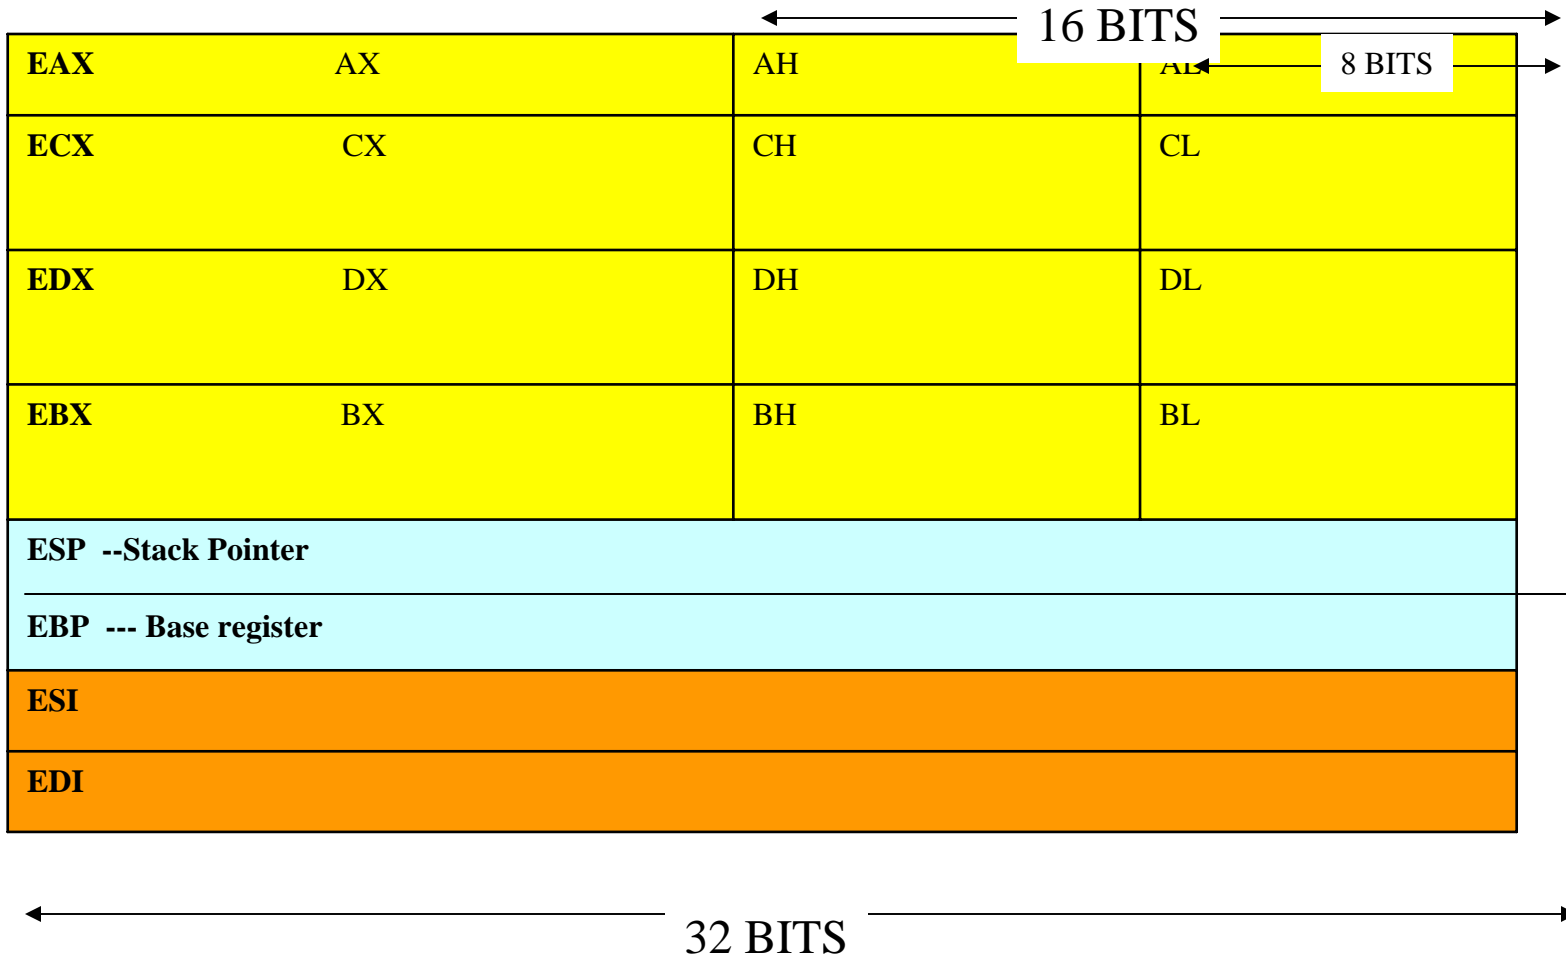 16 BITS
EAX AX AH AL 8 BITS
ECX CX CH CL
EDX DX DH DL
EBX BX BH BL
ESP --Stack Pointer
EBP --- Base register
ESI
EDI
32 BITS